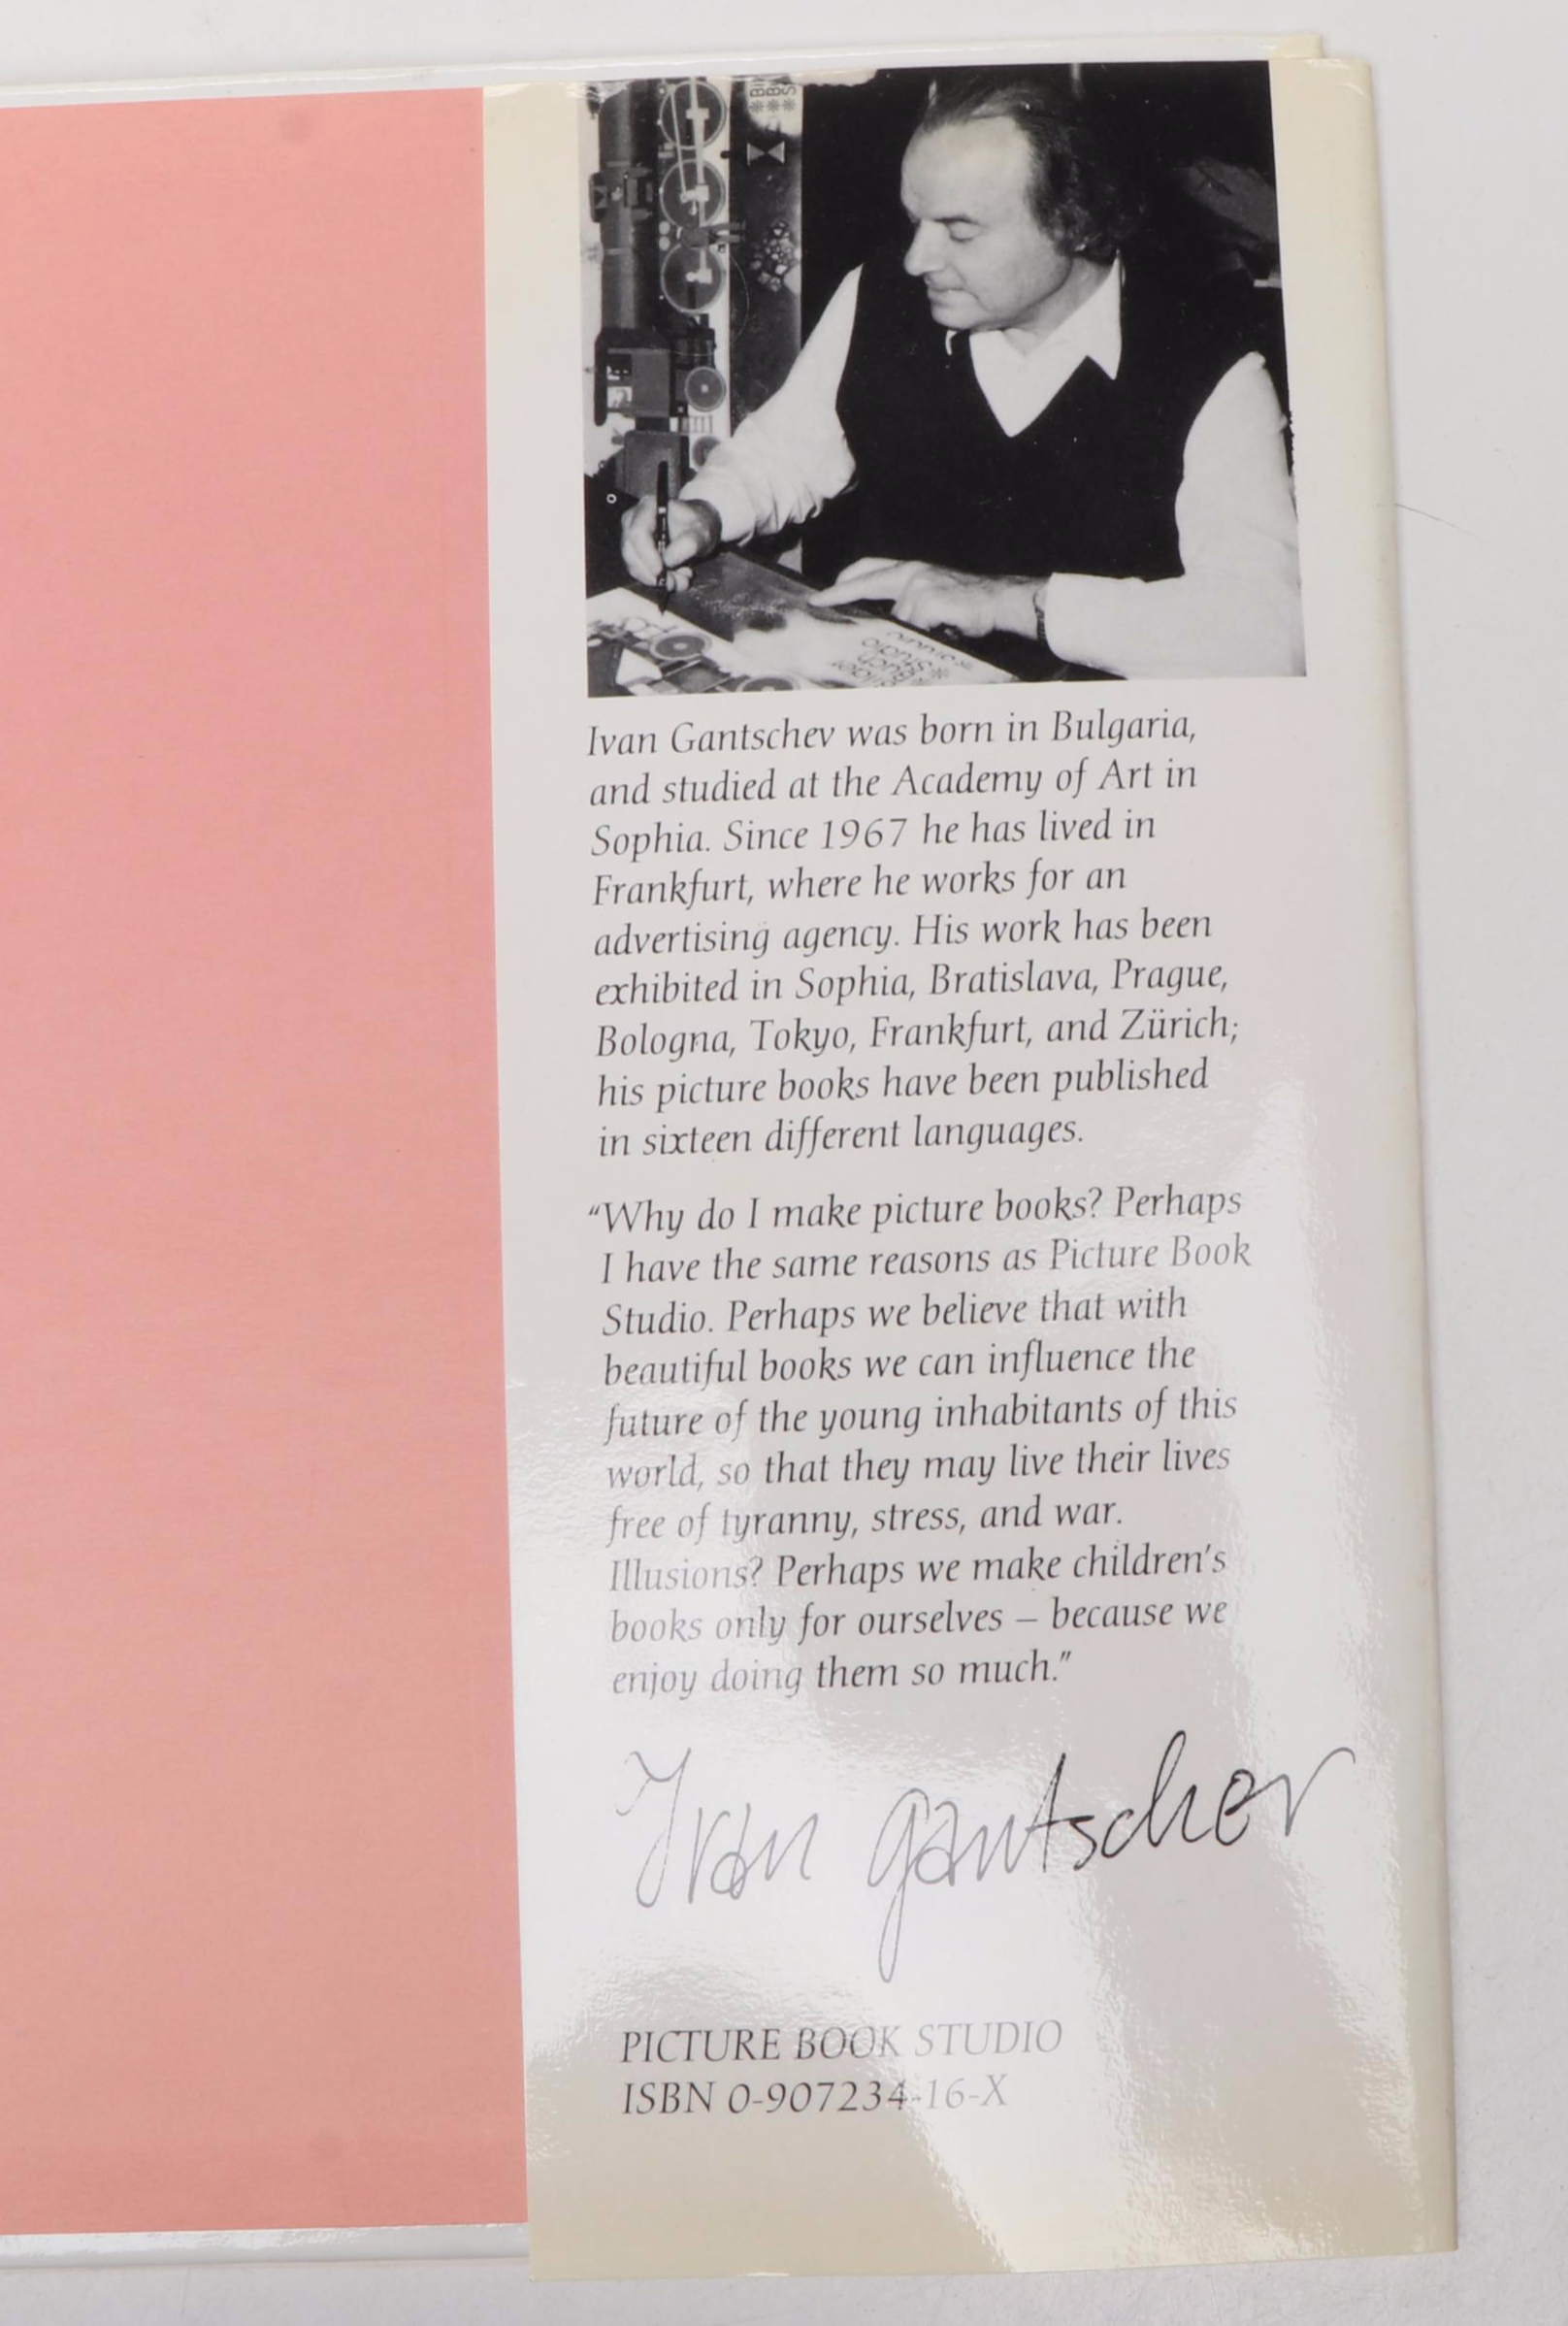 Ivan Gantschev was born in Bulgaria,
and studied at the Academy of Art in
Sophia. Since 1967 he has lived in
Frankfurt, where he works for an
advertising agency. His work has been
exhibited in Sophia, Bratislava, Prague,
Bologna, Tokyo, Frankfurt, and Zürich;
his picture books have been published
in sixteen different languages.
“Why do I make picture books? Perhaps
I have the same reasons as Picture Book
Studio. Perhaps we believe that with
beautiful books we can influence the
future of the young inhabitants of this
world, so that they may live their lives
free of tyranny, stress, and war.
Illusions? Perhaps we make children's
books only for ourselves – because we
enjoy doing them so much.”
Ivan Gantschev
PICTURE BOOK STUDIO
ISBN 0-907234-16-X